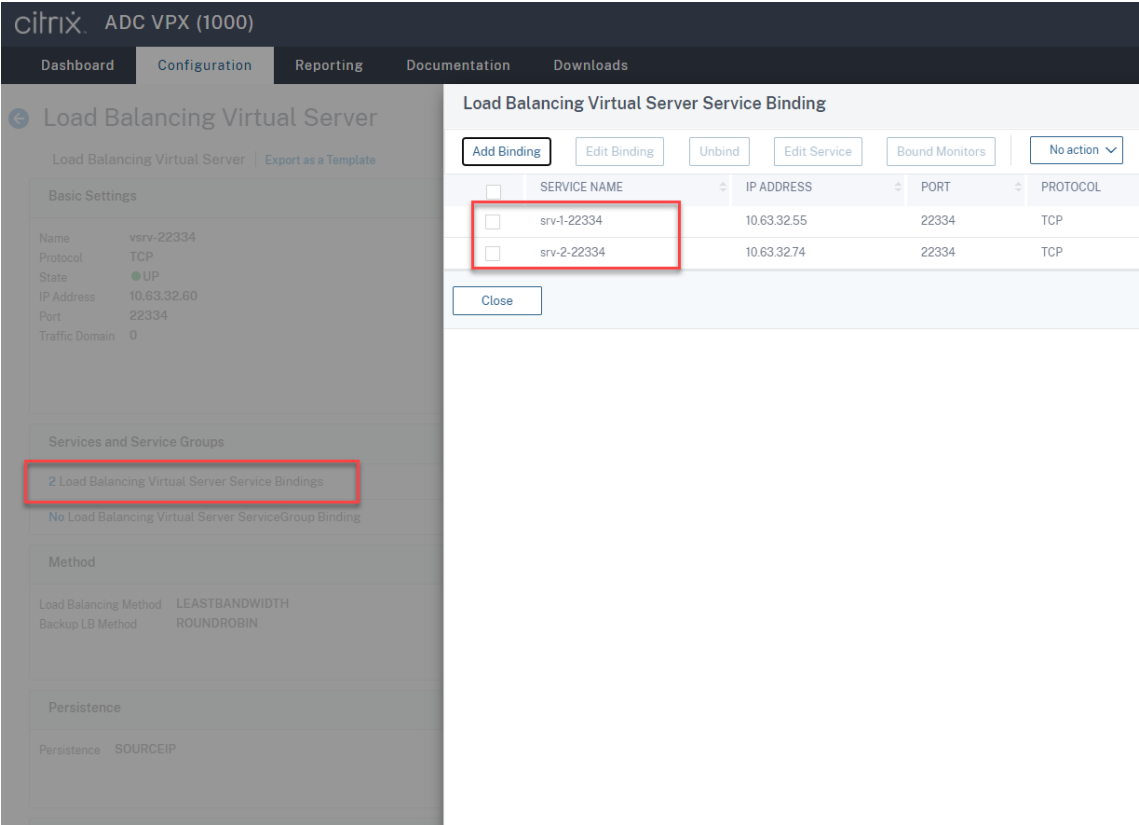 citrix. ADC VPX (1000)
Dashboard Configuration Reporting Documentation Downloads
Load Balancing Virtual Server
Load Balancing Virtual Server | Export as a Template
Basic Settings
Name vsrv-22334
Protocol TCP
State UP
IP Address 10.63.32.60
Port 22334
Traffic Domain 0
Services and Service Groups
2 Load Balancing Virtual Server Service Bindings
No Load Balancing Virtual Server ServiceGroup Binding
Method
Load Balancing Method LEASTBANDWIDTH
Backup LB Method ROUNDROBIN
Persistence
Persistence SOURCEIP
Load Balancing Virtual Server Service Binding
Add Binding Edit Binding Unbind Edit Service Bound Monitors No action
SERVICE NAME IP ADDRESS PORT PROTOCOL
srv-1-22334 10.63.32.55 22334 TCP
srv-2-22334 10.63.32.74 22334 TCP
Close